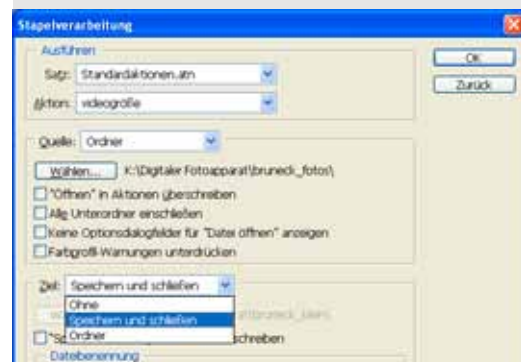 Stapelverarbeitung
Ausführen
OK
Satz: Standardaktionen.atn
Zurück
Aktion: videogröße
Quelle: Ordner
Wählen... K:\Digitaler Fotoapparat\bruneck_fotos\
"Öffnen" in Aktionen überschreiben
Alle Unterordner einschließen
Keine Optionsdialogfelder für "Datei öffnen" anzeigen
Farbprofil-Warnungen unterdrücken
Ziel: Speichern und schließen
Ohne
Speichern und schließen
Ordner
schreiben
Dateibenennung